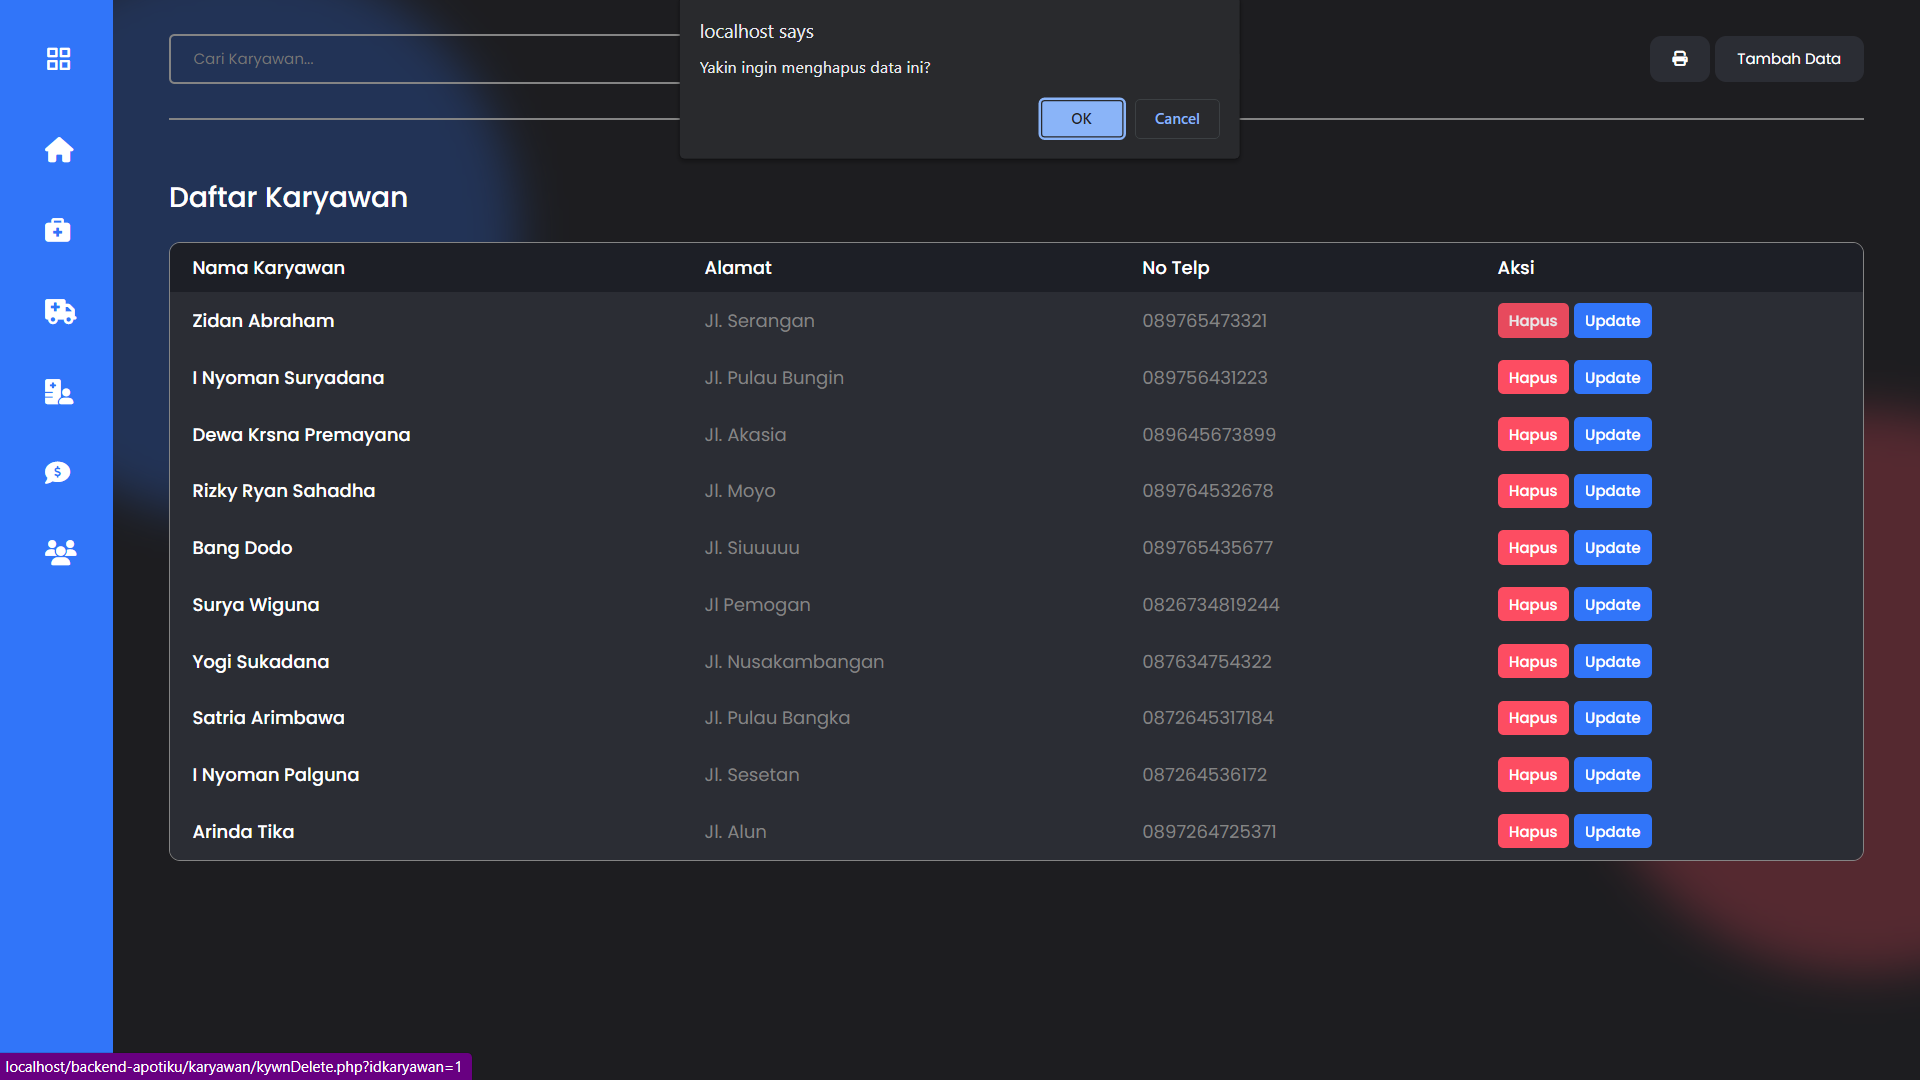 localhost says
Yakin ingin menghapus data ini?
OK Cancel
Cari Karyawan...
Tambah Data
Daftar Karyawan
Nama Karyawan Alamat No Telp Aksi
Zidan Abraham Jl. Serangan 089765473321 Hapus Update
I Nyoman Suryadana Jl. Pulau Bungin 089756431223 Hapus Update
Dewa Krsna Premayana Jl. Akasia 089645673899 Hapus Update
Rizky Ryan Sahadha Jl. Moyo 089764532678 Hapus Update
Bang Dodo Jl. Siuuuuu 089765435677 Hapus Update
Surya Wiguna Jl Pemogan 0826734819244 Hapus Update
Yogi Sukadana Jl. Nusakambangan 087634754322 Hapus Update
Satria Arimbawa Jl. Pulau Bangka 0872645317184 Hapus Update
I Nyoman Palguna Jl. Sesetan 087264536172 Hapus Update
Arinda Tika Jl. Alun 0897264725371 Hapus Update
localhost/backend-apotiku/karyawan/kywnDelete.php?idkaryawan=1